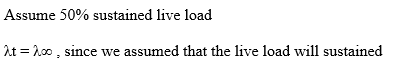 Assume 50% sustained live load
λt = λ∞ , since we assumed that the live load will sustained